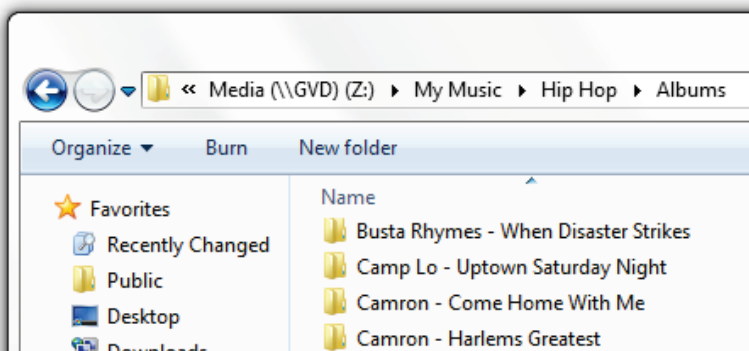 « Media (\\GVD) (Z:) ▸ My Music ▸ Hip Hop ▸ Albums
Organize ▾ Burn New folder
Name
Favorites
Recently Changed
Public
Desktop
Downloads
Busta Rhymes - When Disaster Strikes
Camp Lo - Uptown Saturday Night
Camron - Come Home With Me
Camron - Harlems Greatest